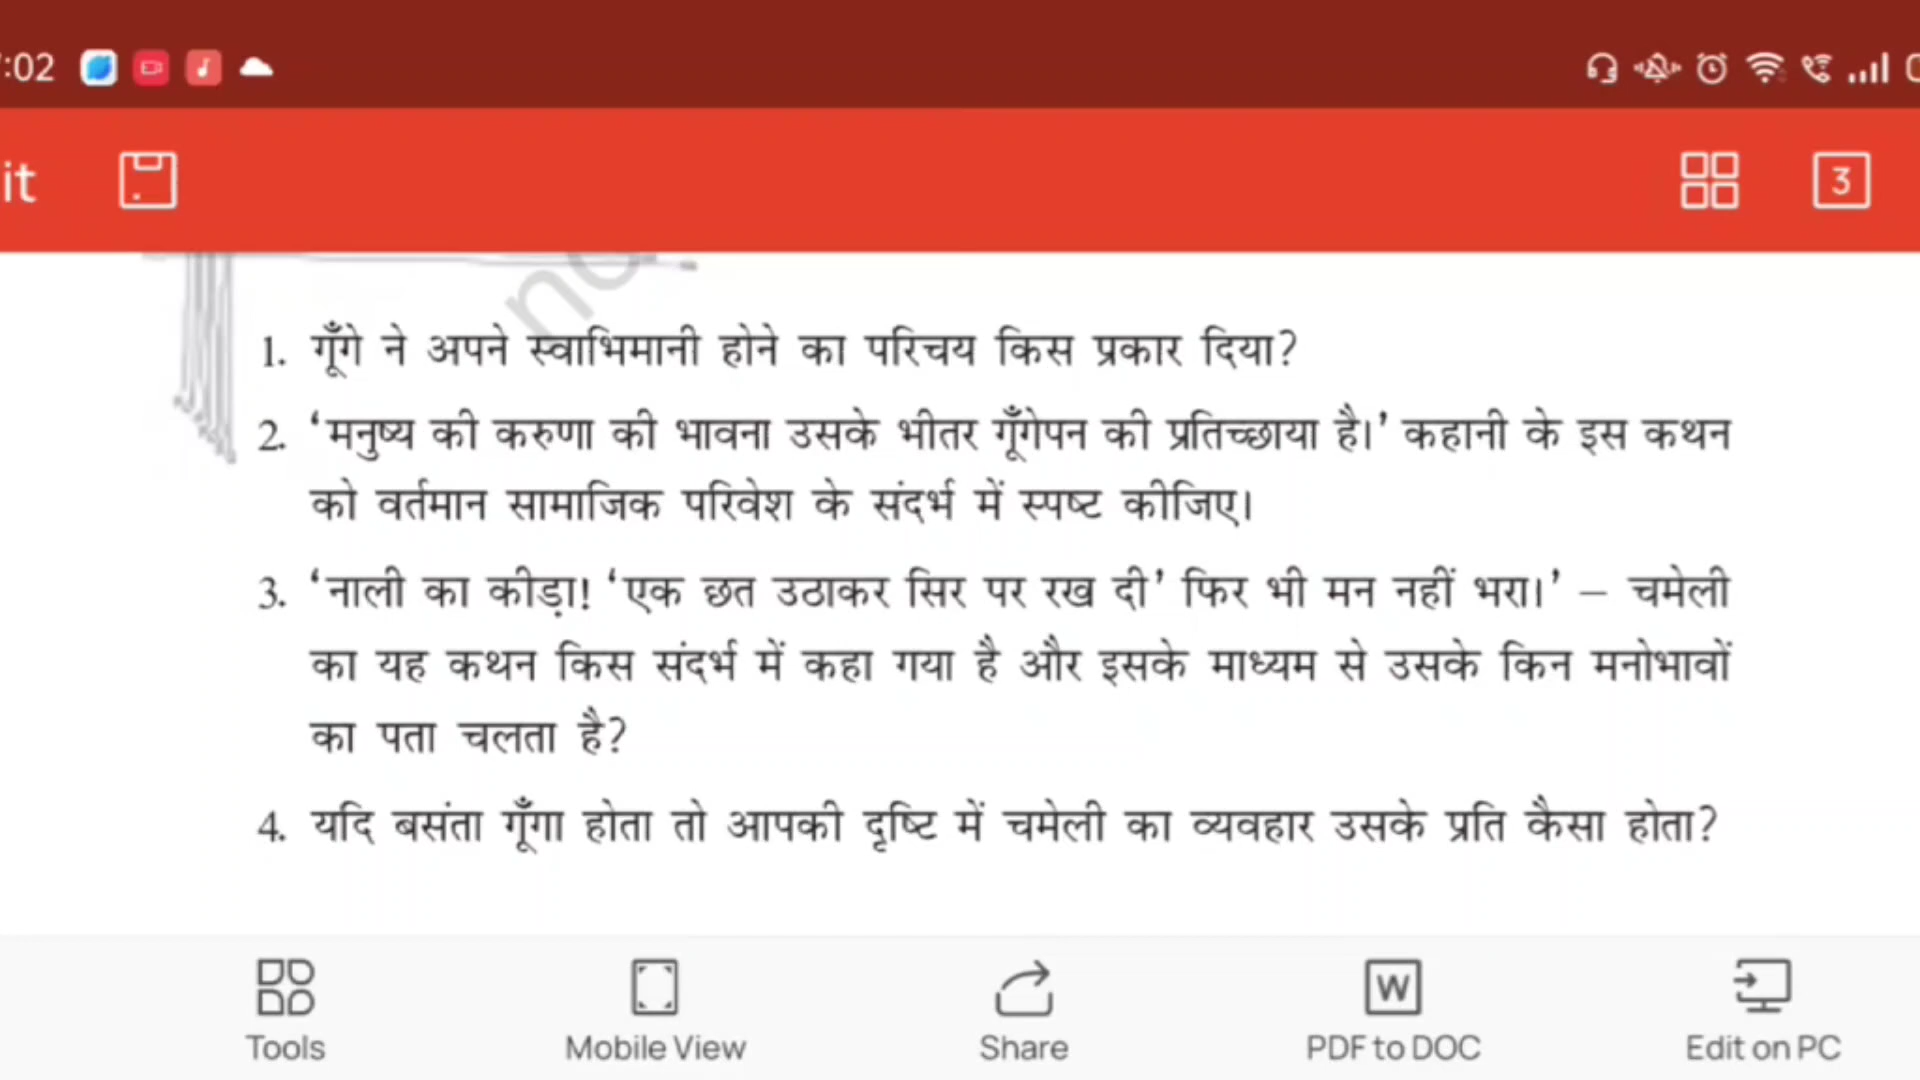 :02
it
3
1. गूँगे ने अपने स्वाभिमानी होने का परिचय किस प्रकार दिया?
2. ‘मनुष्य की करुणा की भावना उसके भीतर गूँगेपन की प्रतिच्छाया है।’ कहानी के इस कथन
को वर्तमान सामाजिक परिवेश के संदर्भ में स्पष्ट कीजिए।
3. ‘नाली का कीड़ा! ‘एक छत उठाकर सिर पर रख दी’ फिर भी मन नहीं भरा।’ – चमेली
का यह कथन किस संदर्भ में कहा गया है और इसके माध्यम से उसके किन मनोभावों
का पता चलता है?
4. यदि बसंता गूँगा होता तो आपकी दृष्टि में चमेली का व्यवहार उसके प्रति कैसा होता?
Tools Mobile View Share PDF to DOC Edit on PC